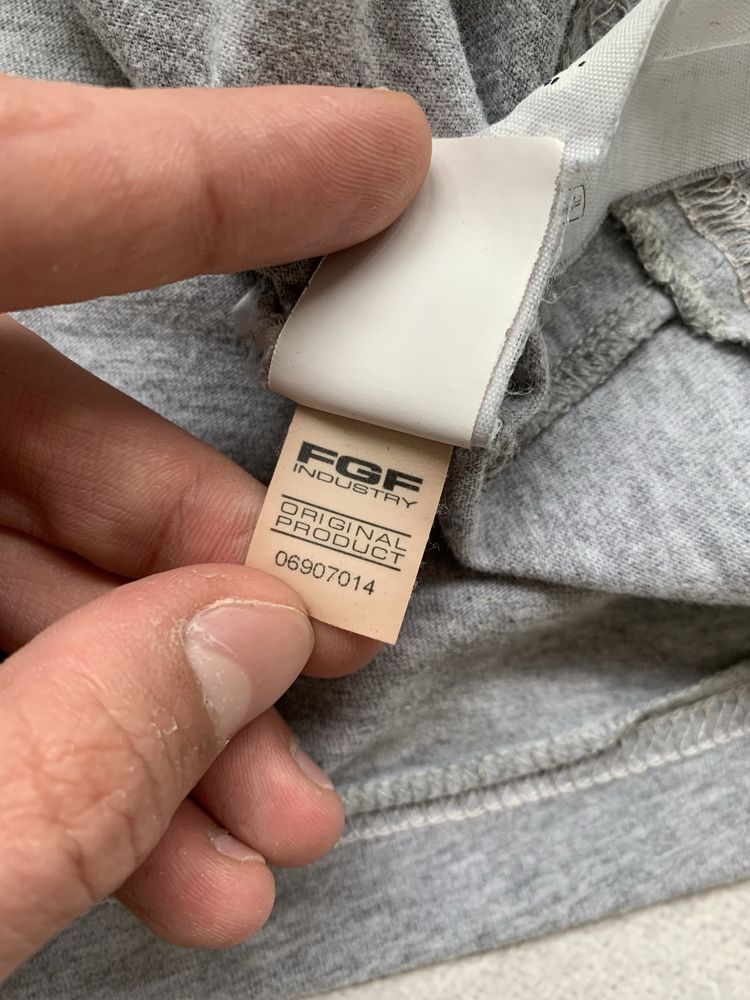 FGF
INDUSTRY
ORIGINAL
PRODUCT
06907014